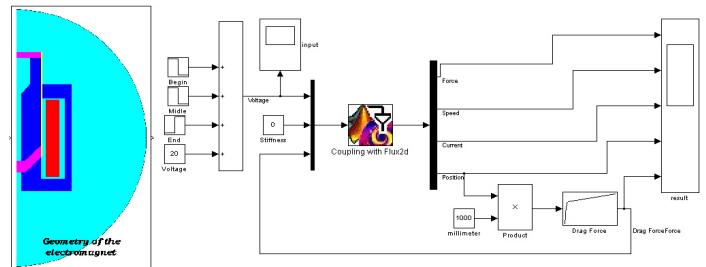 Geometry of the
electromagnet
Begin
Midle
End
20
Voltage
+
+
+
+
input
Voltage
0
Stiffness
Coupling with Flux2d
Force
Speed
Current
Position
1000
millimeter
×
Product
Drag Force
Drag ForceForce
result